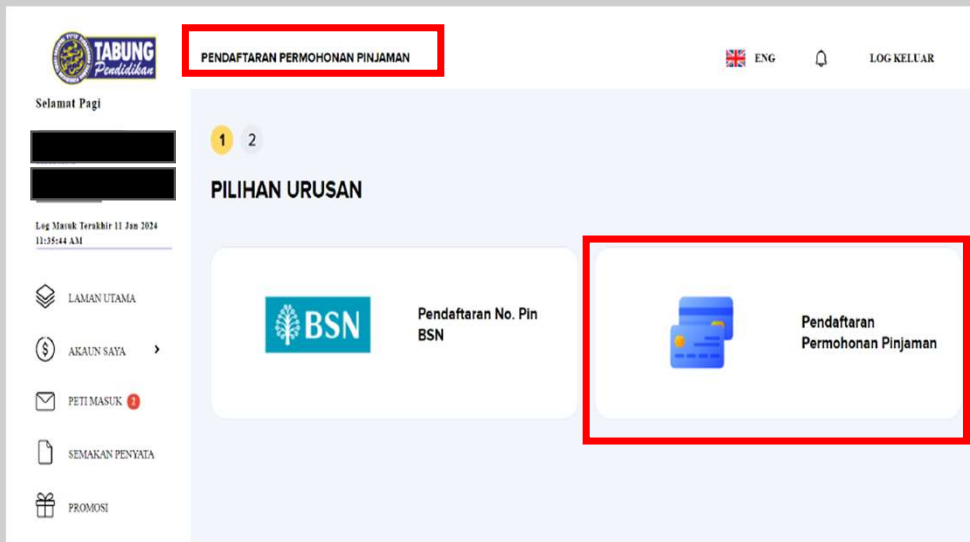 TABUNG
Pendidikan
PENDAFTARAN PERMOHONAN PINJAMAN
ENG
LOG KELUAR
Selamat Pagi
Log Masuk Terakhir 11 Jan 2024
11:35:44 AM
1 2
PILIHAN URUSAN
BSN
Pendaftaran No. Pin
BSN
Pendaftaran
Permohonan Pinjaman
LAMAN UTAMA
$ AKAUN SAYA >
PETI MASUK 2
SEMAKAN PENYATA
PROMOSI